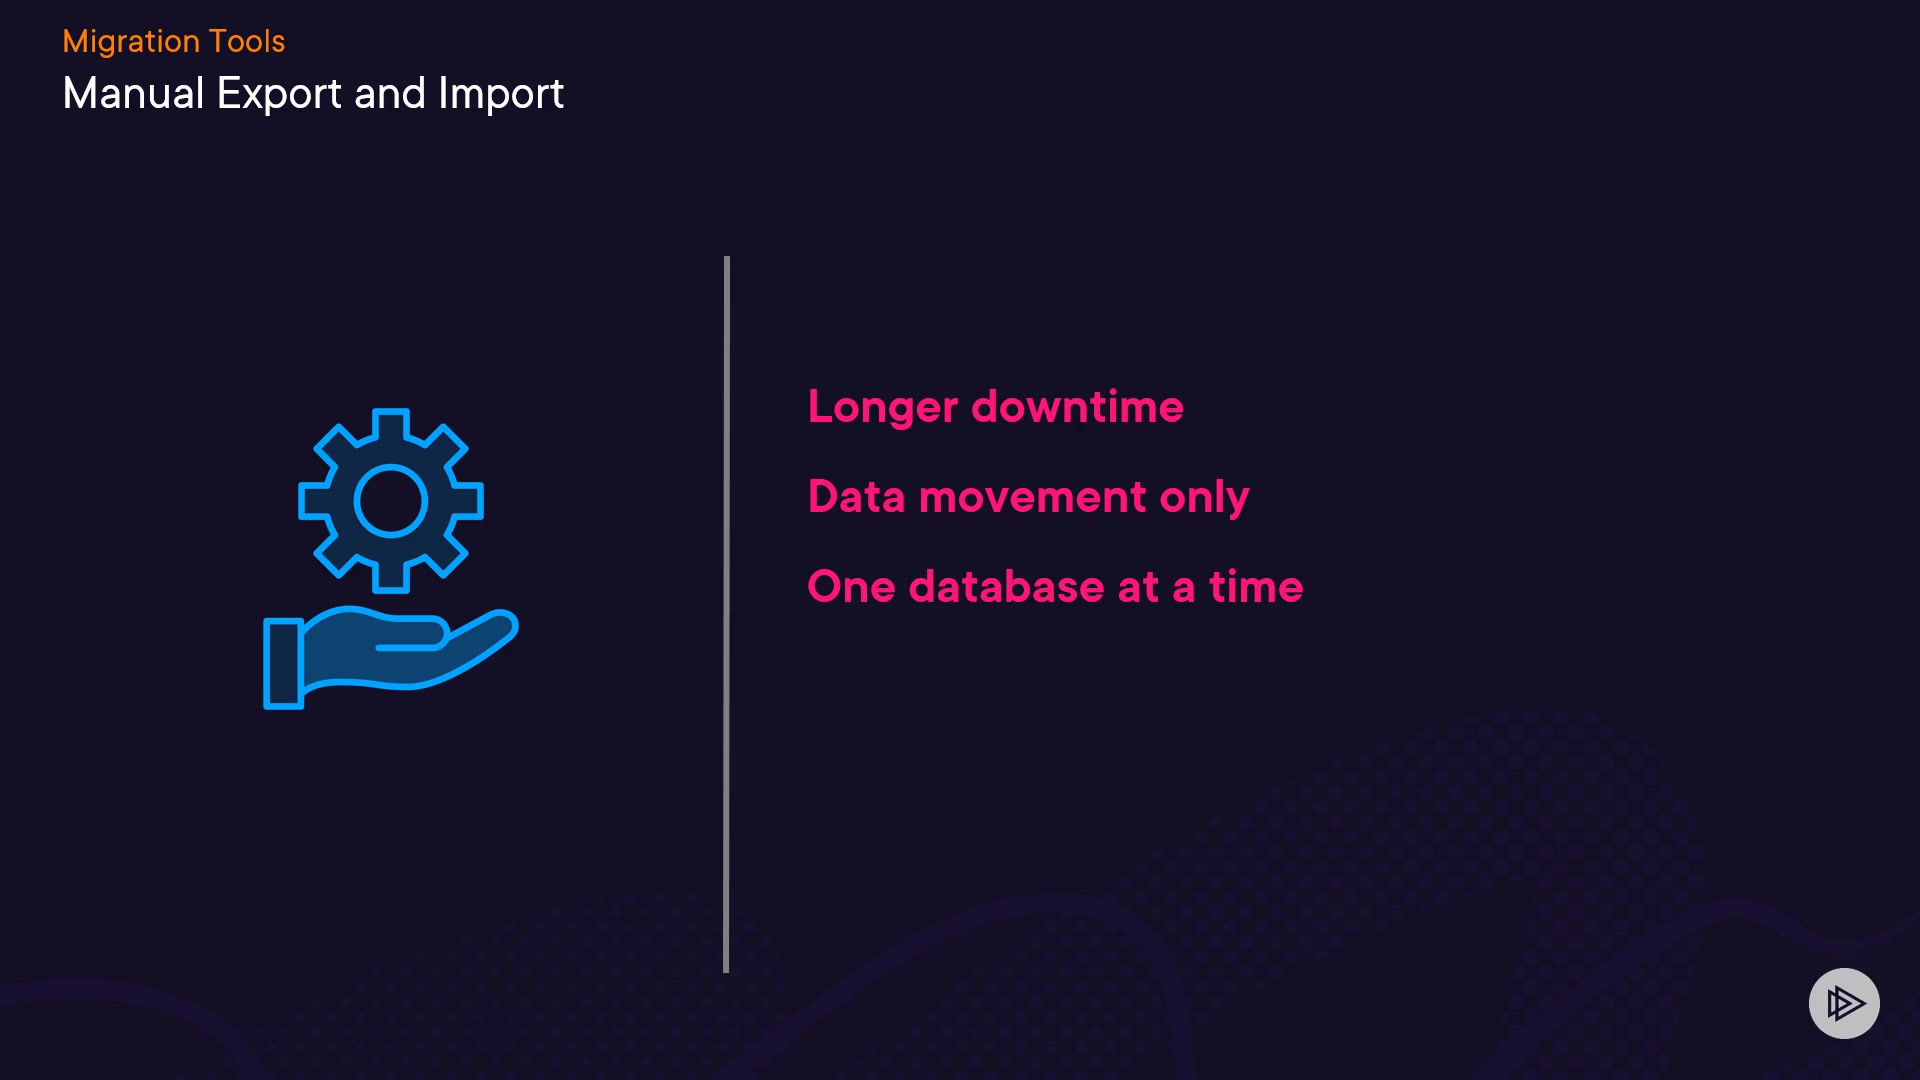 Migration Tools
Manual Export and Import
Longer downtime
Data movement only
One database at a time